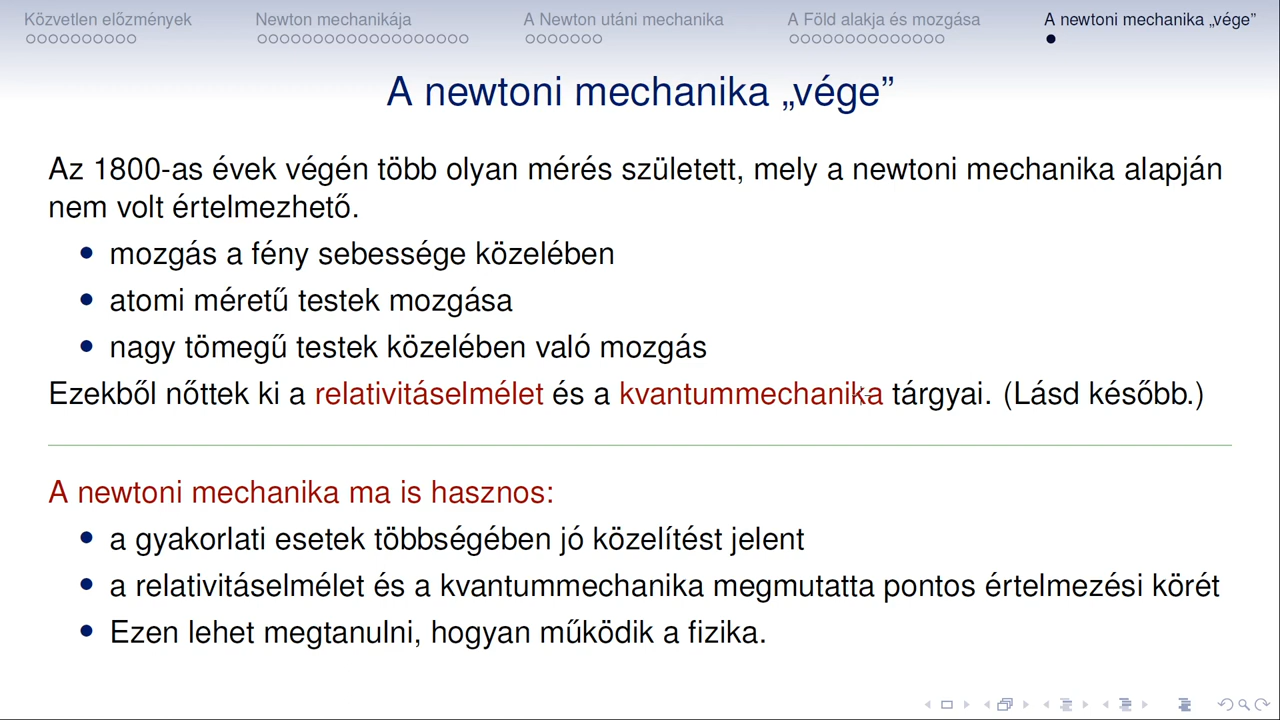 Közvetlen előzmények
Newton mechanikája
A Newton utáni mechanika
A Föld alakja és mozgása
A newtoni mechanika „vége”
A newtoni mechanika „vége”
Az 1800-as évek végén több olyan mérés született, mely a newtoni mechanika alapján
nem volt értelmezhető.
mozgás a fény sebessége közelében
atomi méretű testek mozgása
nagy tömegű testek közelében való mozgás
Ezekből nőttek ki a relativitáselmélet és a kvantummechanika tárgyai. (Lásd később.)
A newtoni mechanika ma is hasznos:
a gyakorlati esetek többségében jó közelítést jelent
a relativitáselmélet és a kvantummechanika megmutatta pontos értelmezési körét
Ezen lehet megtanulni, hogyan működik a fizika.